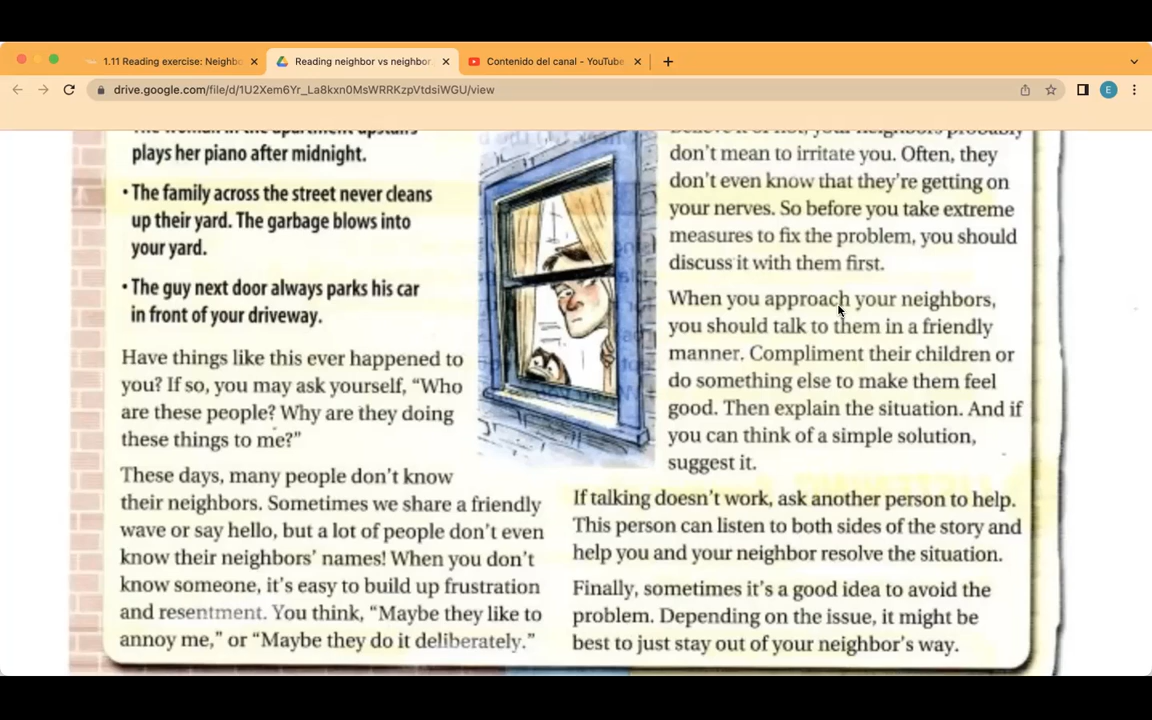 1.11 Reading exercise: Neighbo
Reading neighbor vs neighbor
Contenido del canal - YouTube
drive.google.com/file/d/1U2Xem6Yr_La8kxn0MsWRRKzpVtdsiWGU/view
E
The woman in the apartment upstairs
plays her piano after midnight.
• The family across the street never cleans
up their yard. The garbage blows into
your yard.
• The guy next door always parks his car
in front of your driveway.
Have things like this ever happened to
you? If so, you may ask yourself, “Who
are these people? Why are they doing
these things to me?”
These days, many people don’t know
their neighbors. Sometimes we share a friendly
wave or say hello, but a lot of people don’t even
know their neighbors’ names! When you don’t
know someone, it’s easy to build up frustration
and resentment. You think, “Maybe they like to
annoy me,” or “Maybe they do it deliberately.”
believe it or not, your neighbors probably
don’t mean to irritate you. Often, they
don’t even know that they’re getting on
your nerves. So before you take extreme
measures to fix the problem, you should
discuss it with them first.
When you approach your neighbors,
you should talk to them in a friendly
manner. Compliment their children or
do something else to make them feel
good. Then explain the situation. And if
you can think of a simple solution,
suggest it.
If talking doesn’t work, ask another person to help.
This person can listen to both sides of the story and
help you and your neighbor resolve the situation.
Finally, sometimes it’s a good idea to avoid the
problem. Depending on the issue, it might be
best to just stay out of your neighbor’s way.